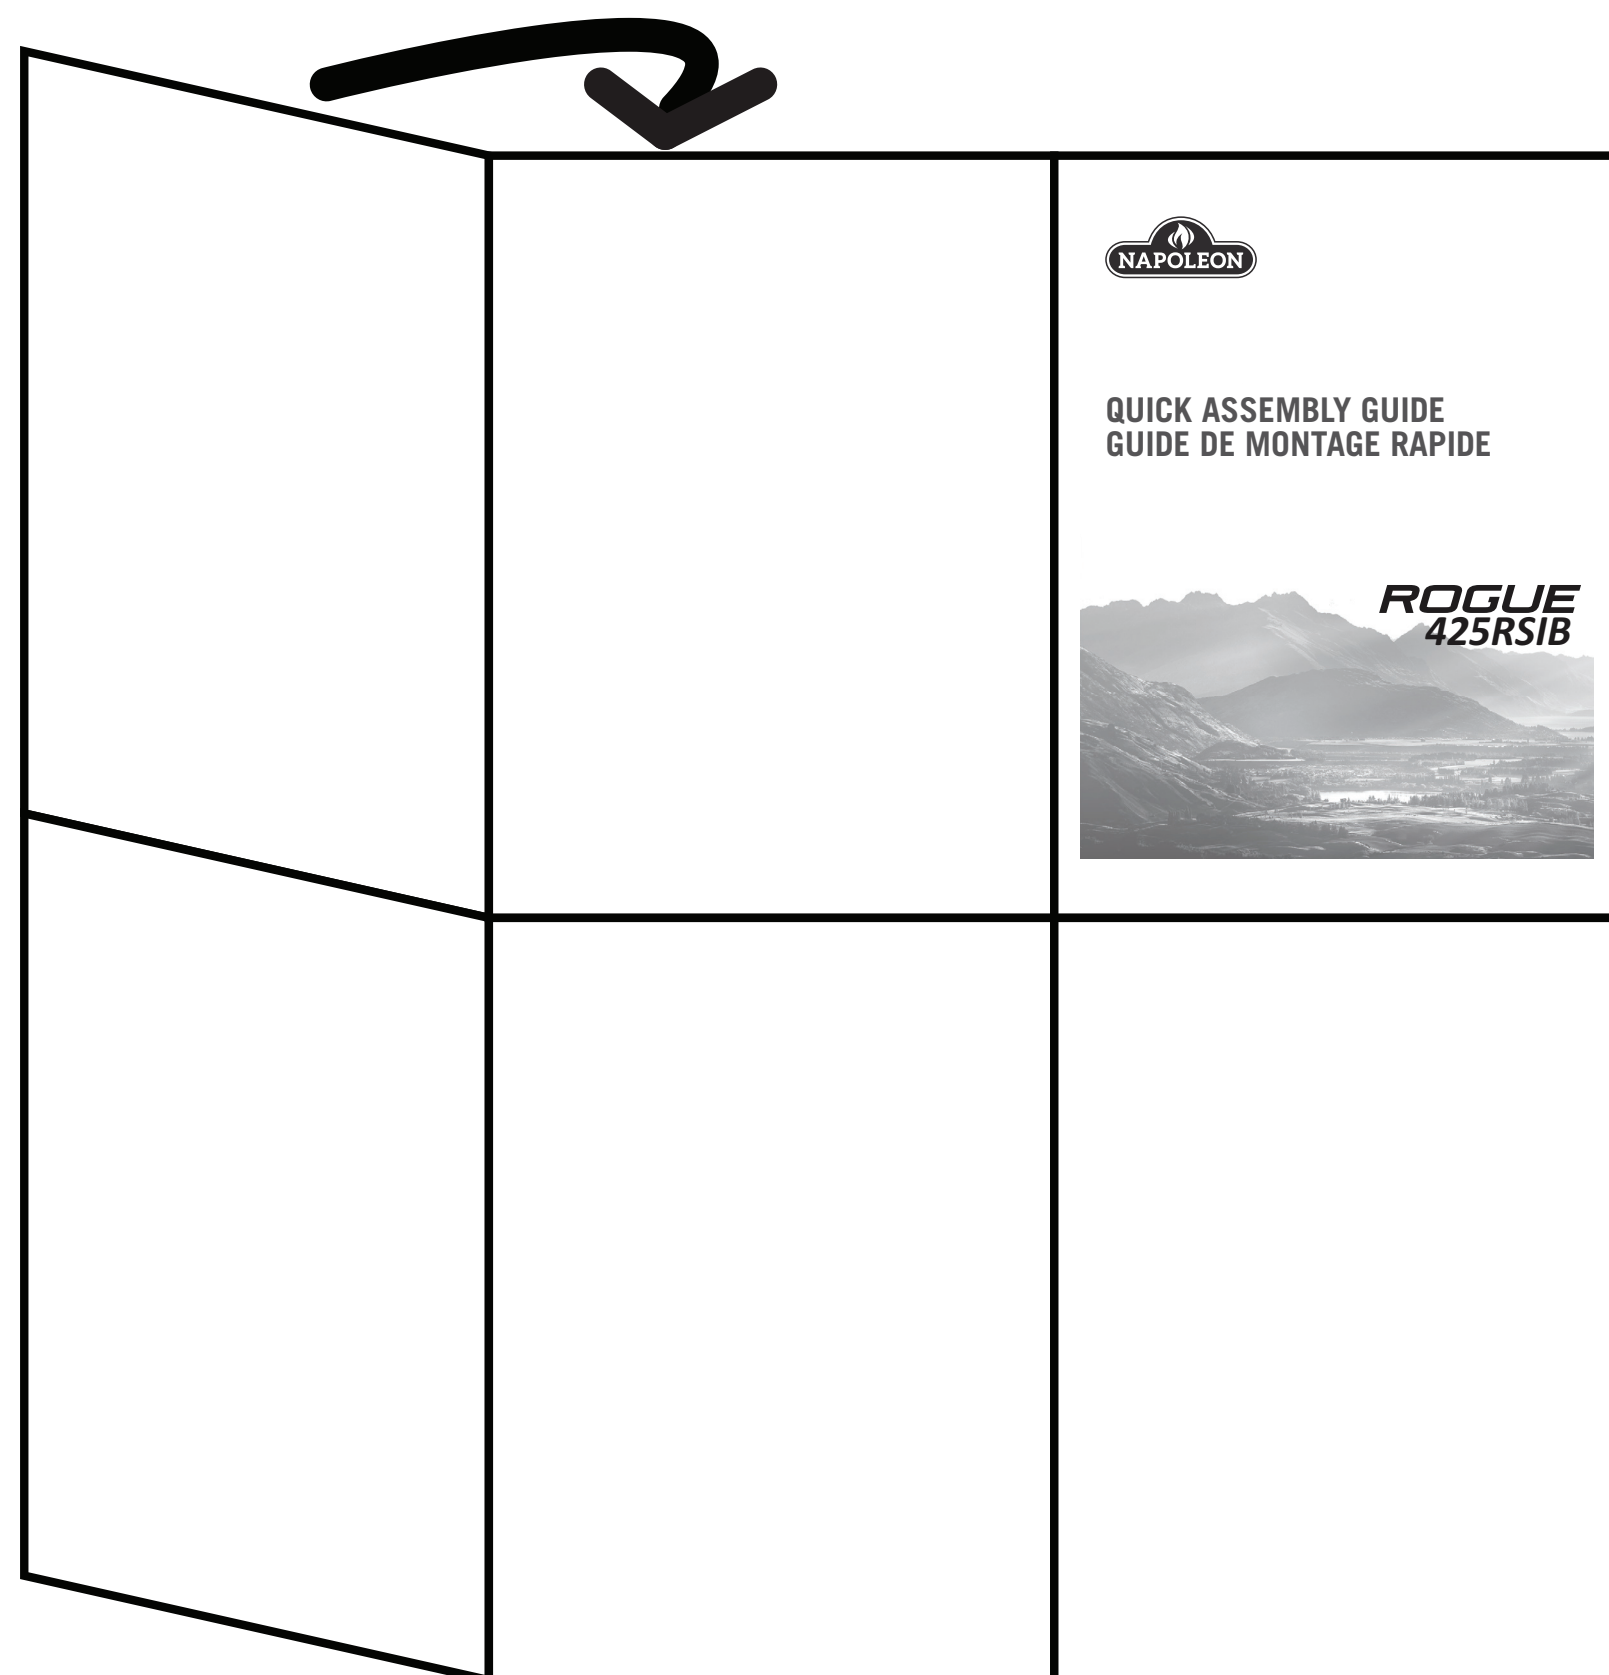 NAPOLEON
QUICK ASSEMBLY GUIDE
GUIDE DE MONTAGE RAPIDE
ROGUE
425RSIB